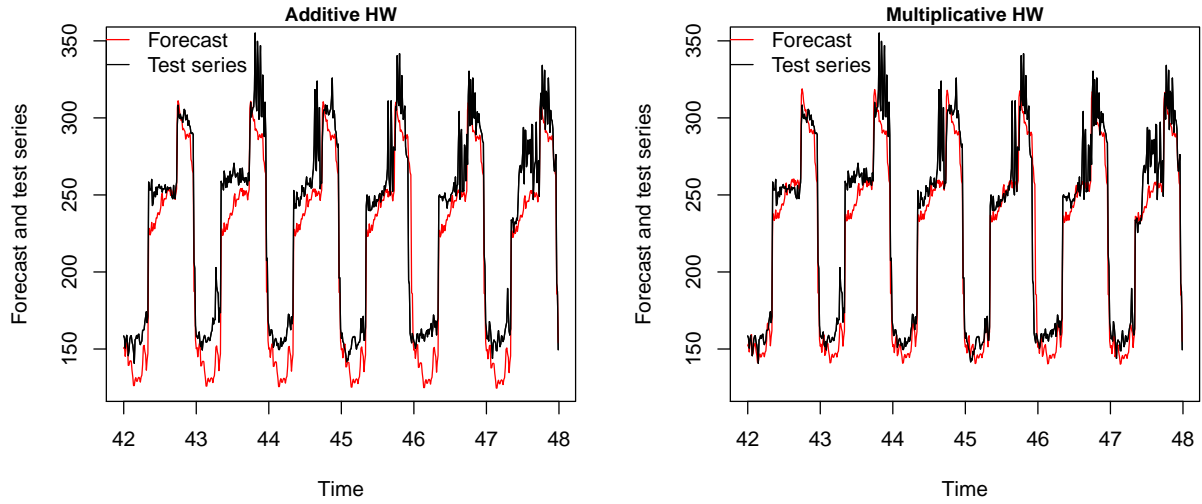 Additive HW
Forecast
Test series
Forecast and test series
350
300
250
200
150
42 43 44 45 46 47 48
Time
Multiplicative HW
Forecast
Test series
Forecast and test series
350
300
250
200
150
42 43 44 45 46 47 48
Time